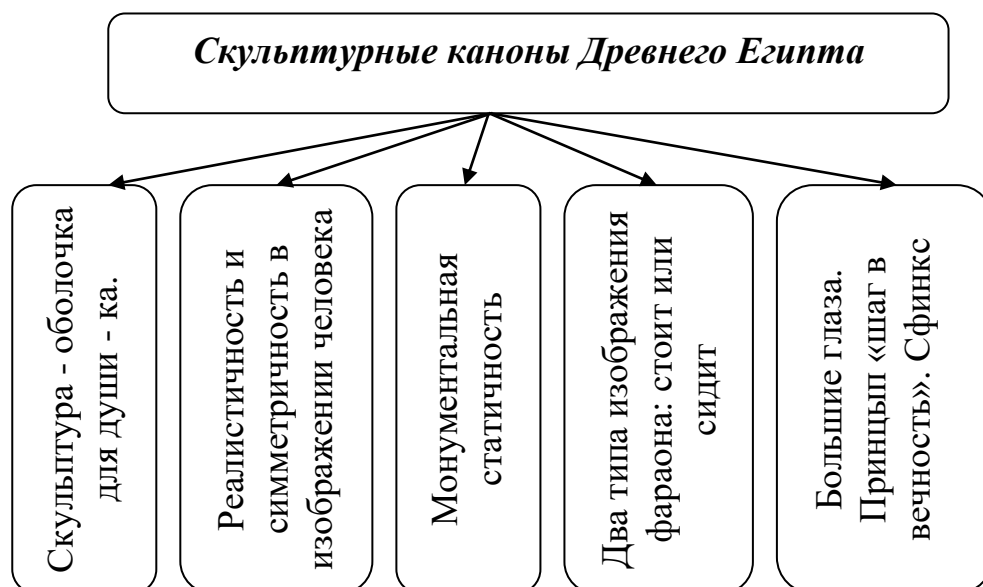 Скульптурные каноны Древнего Египта
Скульптура - оболочка
для души - ка.
Реалистичность и
симметричность в
изображении человека
Монументальная
статичность
Два типа изображения
фараона: стоит или
сидит
Большие глаза.
Принцып «шаг в
вечность». Сфинкс